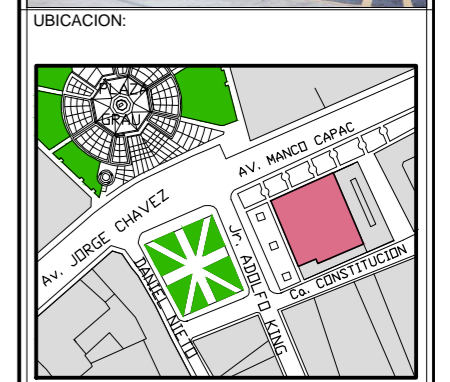 UBICACION:
PLAZA
GRAU
AV. MANCO CAPAC
Av. JORGE CHAVEZ
Jr. ADOLFO KING
DANIEL NIETO
Ca. CONSTITUCION